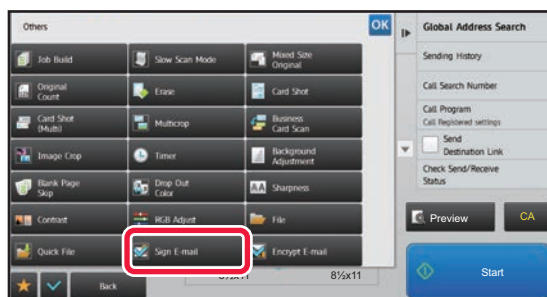 Others
OK
Job Build
Slow Scan Mode
Mixed Size
Original
Original
Count
Erase
Card Shot
Card Shot
(Multi)
Multicrop
Business
Card Scan
Image Crop
Timer
Background
Adjustment
Blank Page
Skip
Drop Out
Color
AA Sharpness
Contrast
RGB Adjust
File
Quick File
Sign E-mail
Encrypt E-mail
Back
8½x11
8½x11
Global Address Search
Sending History
Call Search Number
Call Program
Call Registered settings
Send
Destination Link
Check Send/Receive
Status
Preview
CA
Start